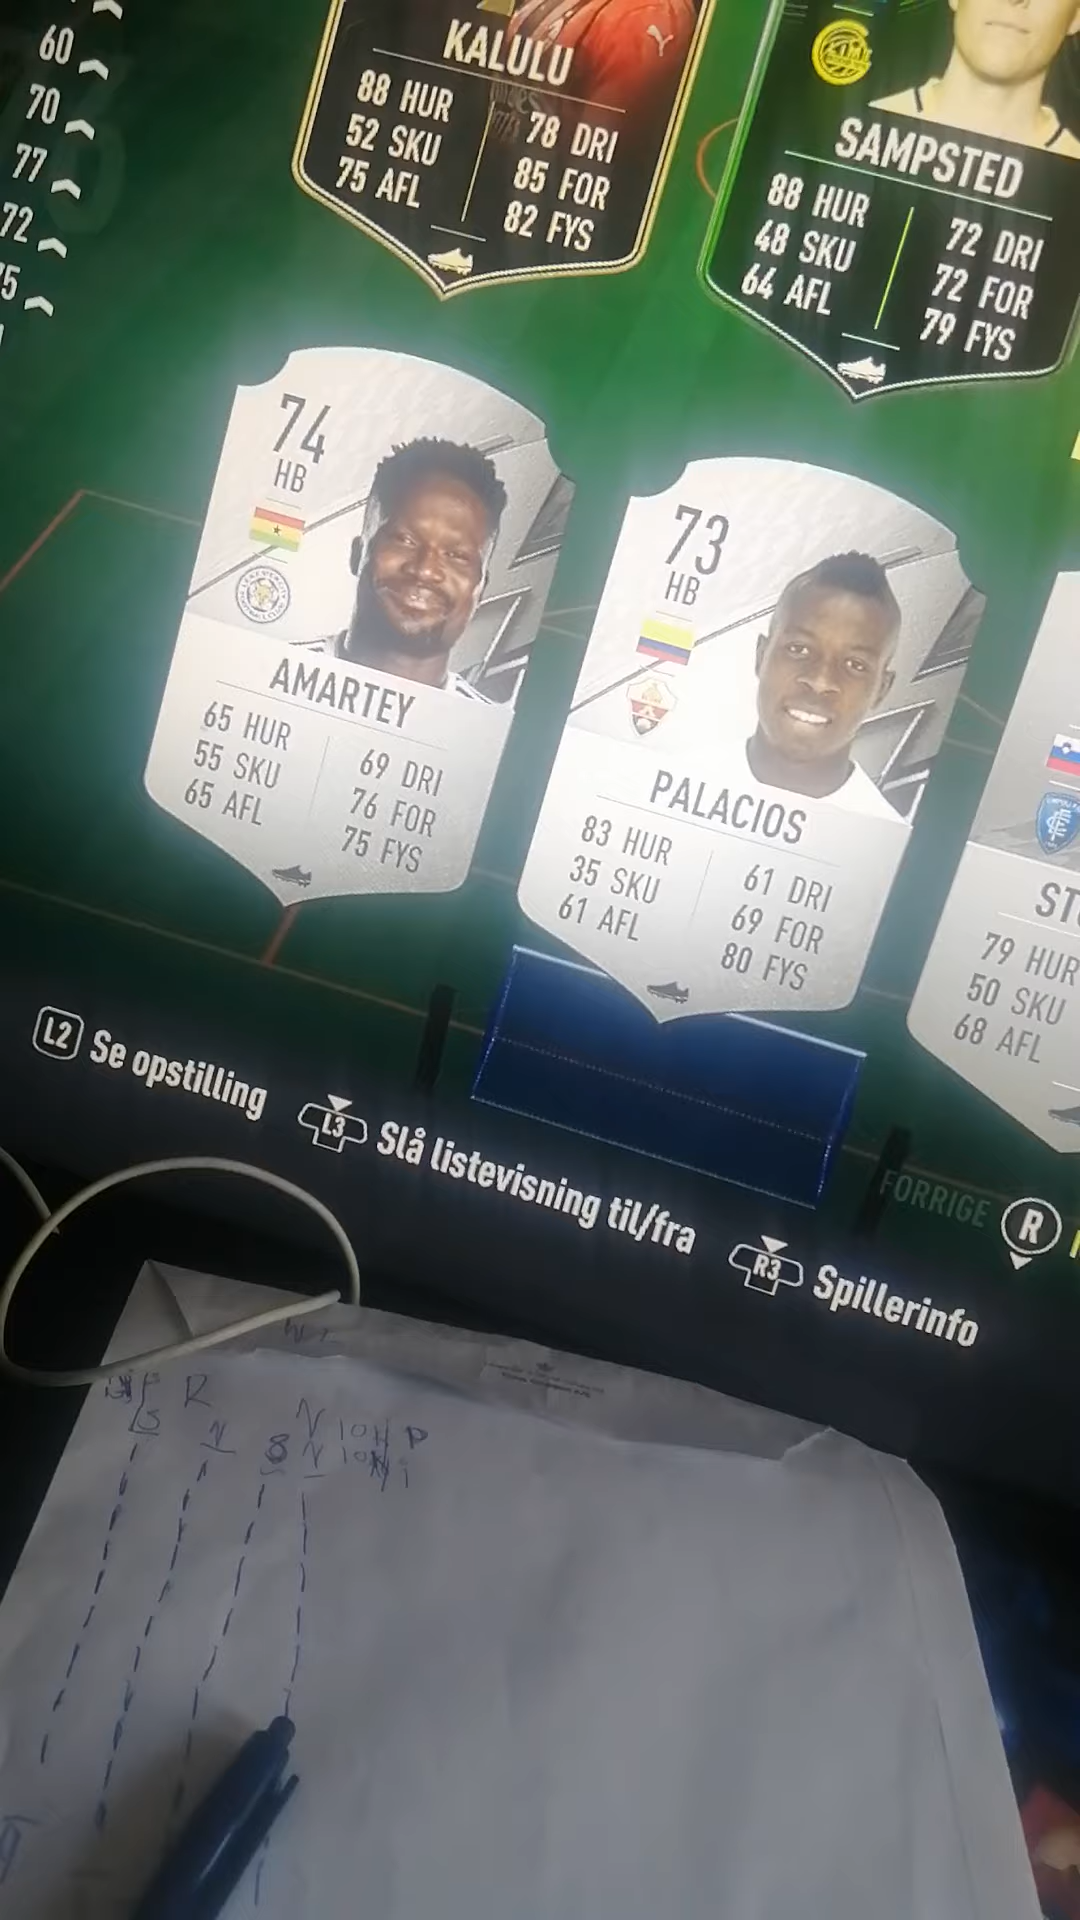 60
70
77
72
KALULU
88 HUR
52 SKU
75 AFL
78 DRI
85 FOR
82 FYS
SAMPSTED
88 HUR
48 SKU
64 AFL
72 DRI
72 FOR
79 FYS
74
HB
AMARTEY
65 HUR
55 SKU
65 AFL
69 DRI
76 FOR
75 FYS
73
HB
PALACIOS
83 HUR
35 SKU
61 AFL
61 DRI
69 FOR
80 FYS
79 HUR
50 SKU
68 AFL
L2 Se opstilling
L3 Slå listevisning til/fra
R3 Spillerinfo
FORRIGE R
R
N
N 10H P
8 N